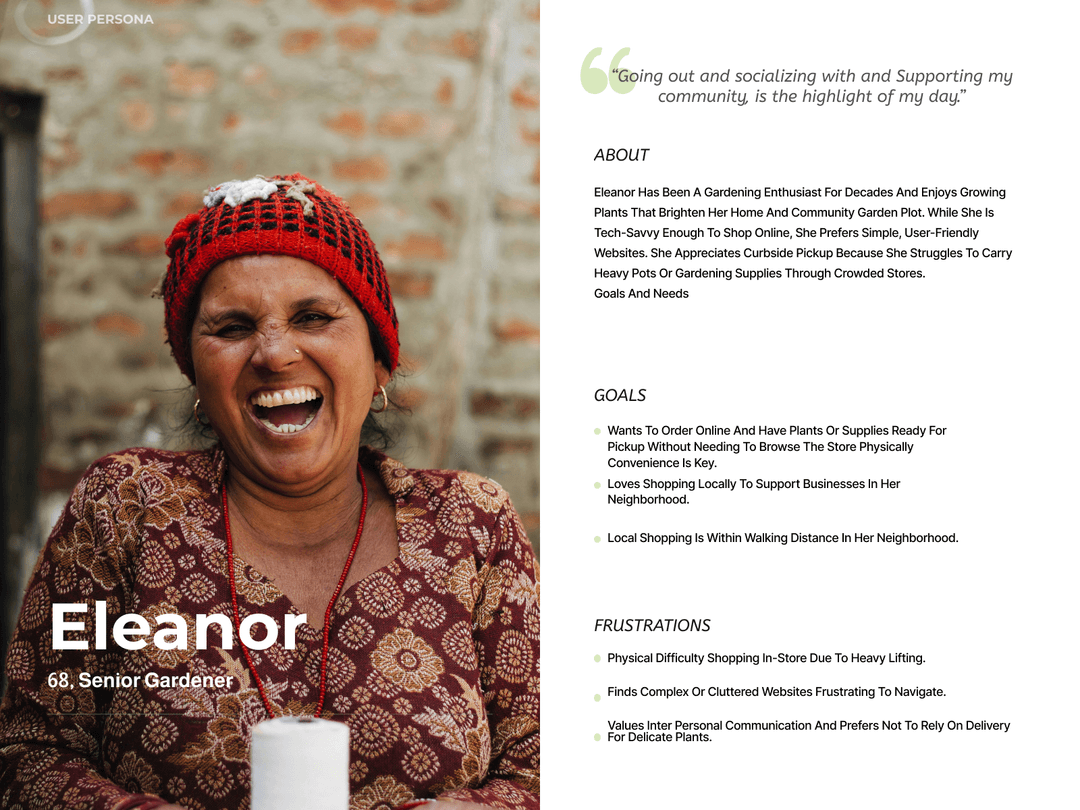 USER PERSONA
Eleanor
68, Senior Gardener
“Going out and socializing with and Supporting my
community, is the highlight of my day.”
ABOUT
Eleanor Has Been A Gardening Enthusiast For Decades And Enjoys Growing
Plants That Brighten Her Home And Community Garden Plot. While She Is
Tech-Savvy Enough To Shop Online, She Prefers Simple, User-Friendly
Websites. She Appreciates Curbside Pickup Because She Struggles To Carry
Heavy Pots Or Gardening Supplies Through Crowded Stores.
Goals And Needs
GOALS
Wants To Order Online And Have Plants Or Supplies Ready For
Pickup Without Needing To Browse The Store Physically
Convenience Is Key.
Loves Shopping Locally To Support Businesses In Her
Neighborhood.
Local Shopping Is Within Walking Distance In Her Neighborhood.
FRUSTRATIONS
Physical Difficulty Shopping In-Store Due To Heavy Lifting.
Finds Complex Or Cluttered Websites Frustrating To Navigate.
Values Inter Personal Communication And Prefers Not To Rely On Delivery
For Delicate Plants.